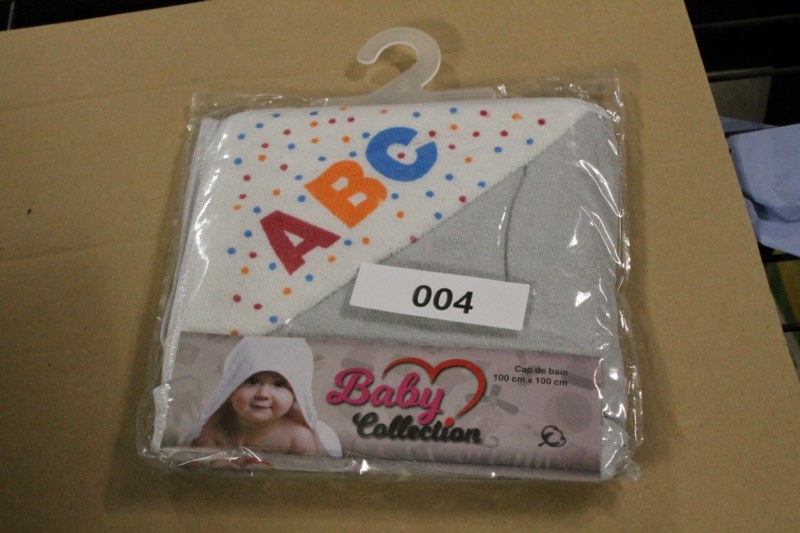 ABC
004
Baby
Collection
Cap de bain
100 cm x 100 cm